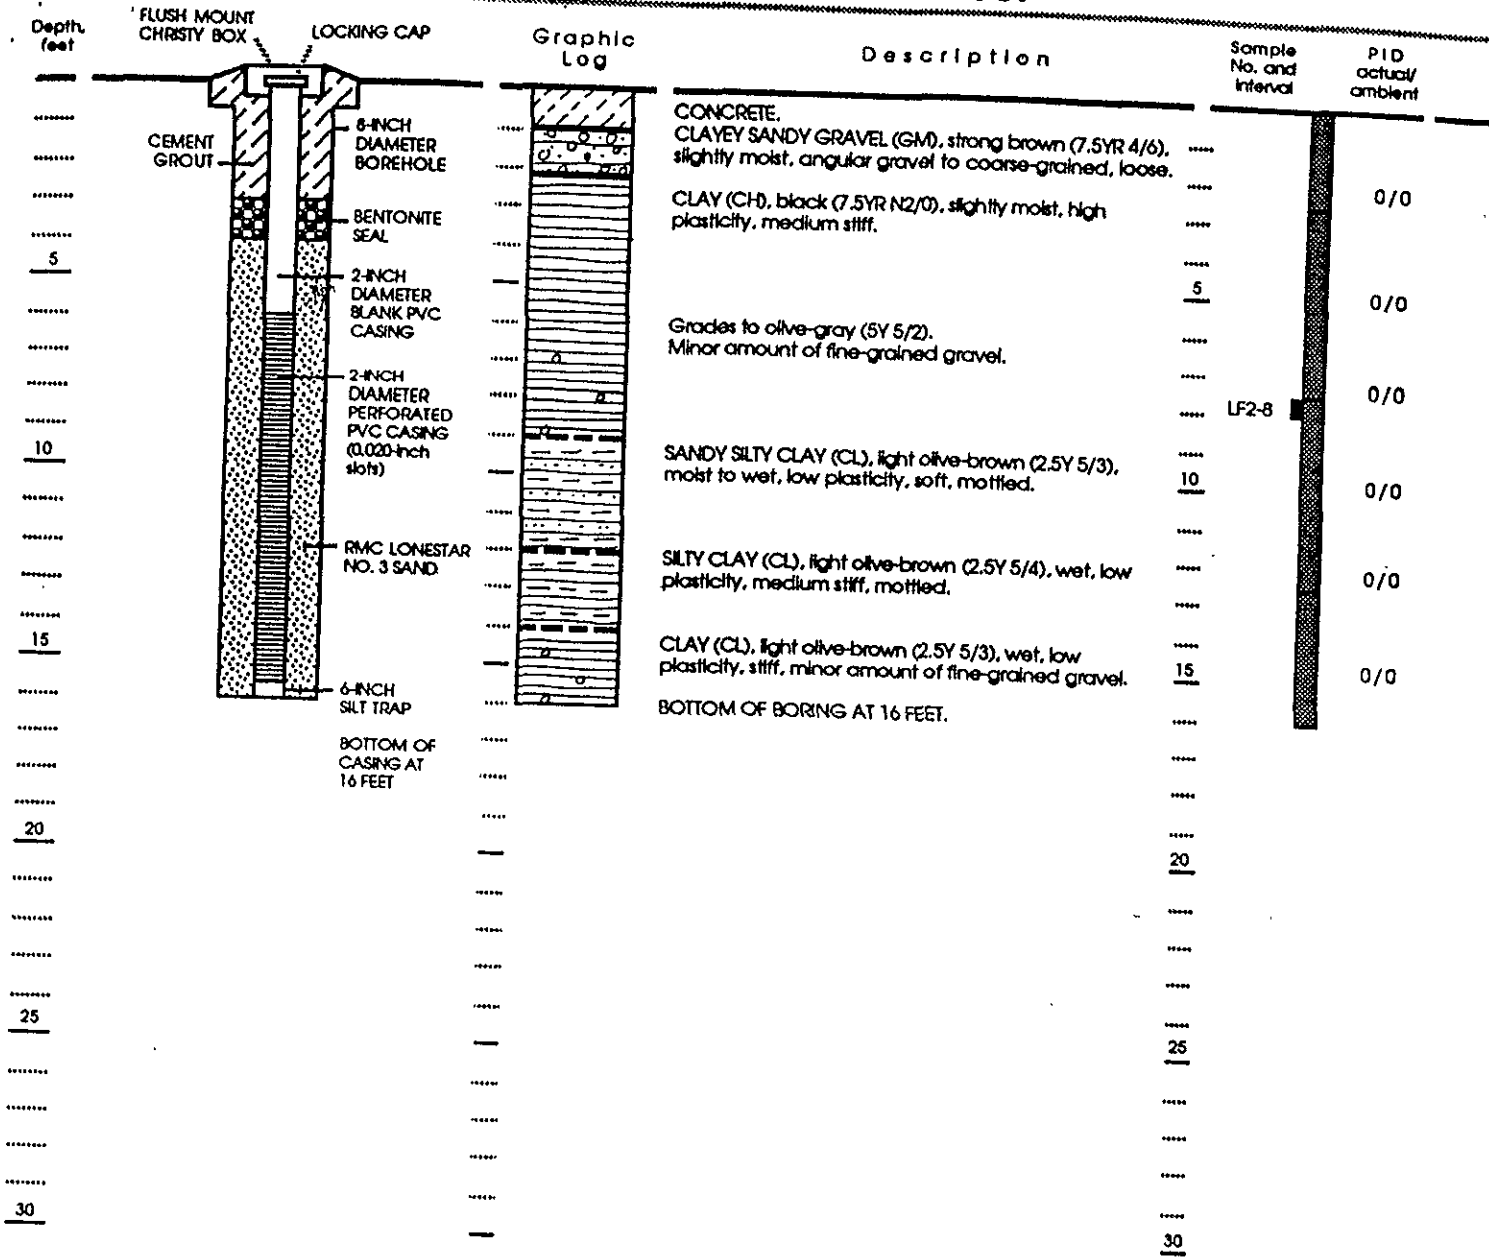 Depth,
feet
FLUSH MOUNT
CHRISTY BOX
LOCKING CAP
Graphic
Log
Description
Sample
No. and
Interval
PID
actual/
ambient
CEMENT
GROUT
8-INCH
DIAMETER
BOREHOLE
BENTONITE
SEAL
2-INCH
DIAMETER
BLANK PVC
CASING
2-INCH
DIAMETER
PERFORATED
PVC CASING
(0.020-inch
slots)
RMC LONESTAR
NO. 3 SAND
6-INCH
SILT TRAP
BOTTOM OF
CASING AT
16 FEET
5
10
15
20
25
30
CONCRETE.
CLAYEY SANDY GRAVEL (GM), strong brown (7.5YR 4/6),
slightly moist, angular gravel to coarse-grained, loose.
CLAY (CH), black (7.5YR N2/0), slightly moist, high
plasticity, medium stiff.
Grades to olive-gray (5Y 5/2).
Minor amount of fine-grained gravel.
SANDY SILTY CLAY (CL), light olive-brown (2.5Y 5/3),
moist to wet, low plasticity, soft, mottled.
SILTY CLAY (CL), light olive-brown (2.5Y 5/4), wet, low
plasticity, medium stiff, mottled.
CLAY (CL), light olive-brown (2.5Y 5/3), wet, low
plasticity, stiff, minor amount of fine-grained gravel.
BOTTOM OF BORING AT 16 FEET.
5
10
15
20
25
30
LF2-8
0/0
0/0
0/0
0/0
0/0
0/0